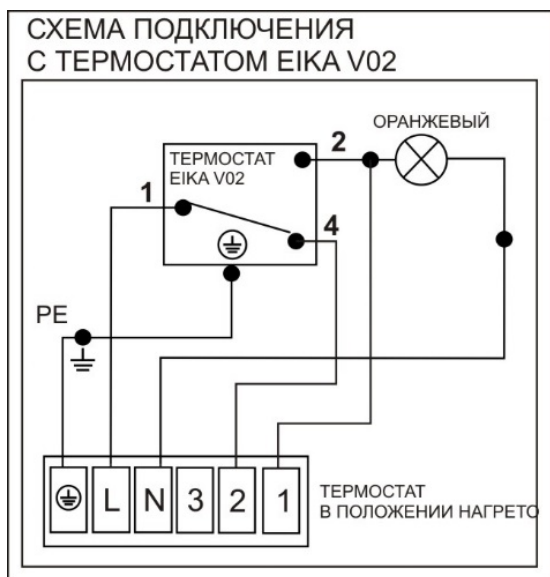 СХЕМА ПОДКЛЮЧЕНИЯ
С ТЕРМОСТАТОМ EIKA V02
ОРАНЖЕВЫЙ
ТЕРМОСТАТ
EIKA V02
2
1
4
PE
L N 3 2 1
ТЕРМОСТАТ
В ПОЛОЖЕНИИ НАГРЕТО